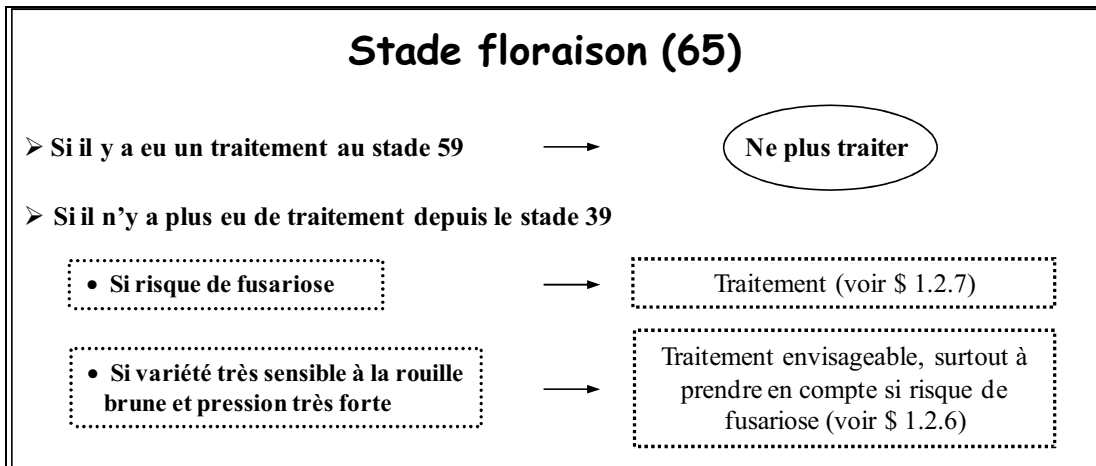 Stade floraison (65)
➢ Si il y a eu un traitement au stade 59 → Ne plus traiter
➢ Si il n’y a plus eu de traitement depuis le stade 39
• Si risque de fusariose → Traitement (voir $ 1.2.7)
• Si variété très sensible à la rouille
brune et pression très forte →
Traitement envisageable, surtout à
prendre en compte si risque de
fusariose (voir $ 1.2.6)